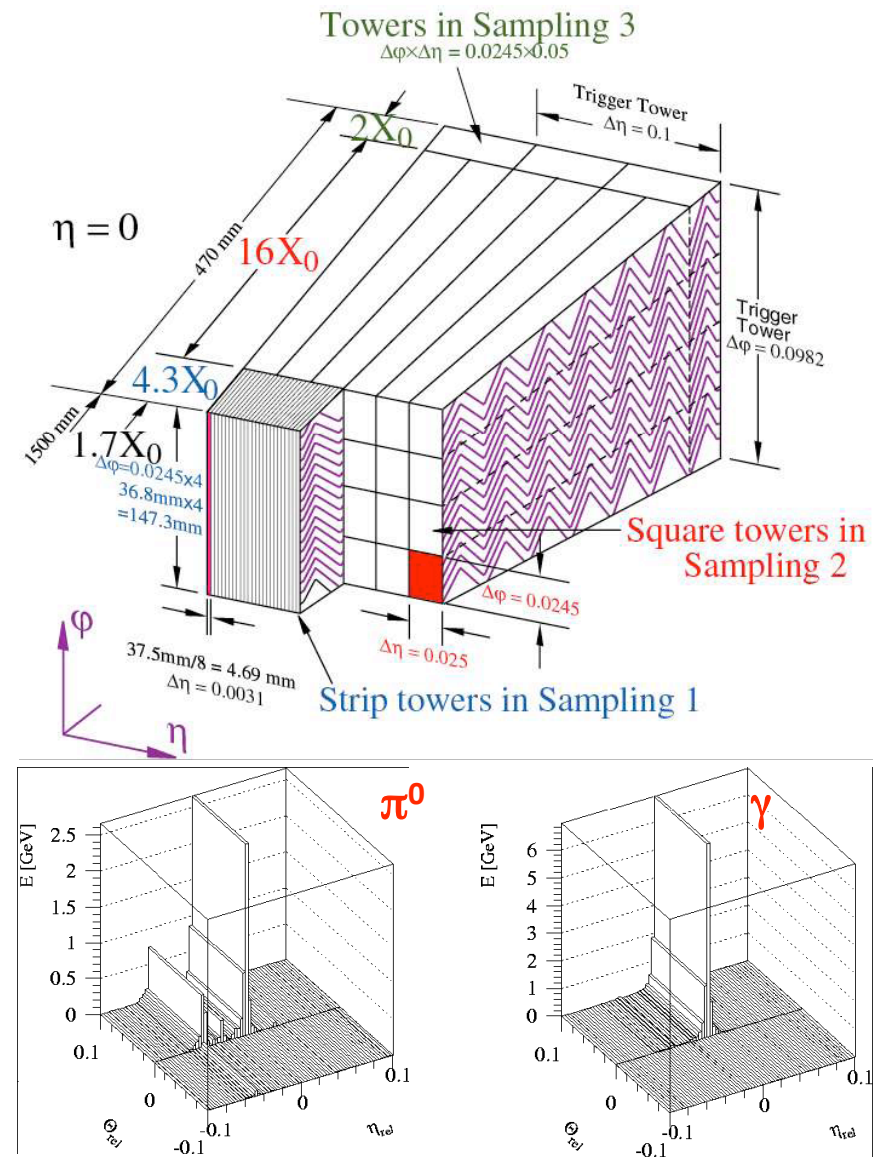 Towers in Sampling 3
Δφ×Δη = 0.0245×0.05
Trigger Tower
Δη = 0.1
2X₀
η = 0
470 mm
16X₀
Trigger
Tower
Δφ = 0.0982
4.3X₀
1500 mm
1.7X₀
Δφ=0.0245x4
36.8mmx4
=147.3mm
Square towers in
Sampling 2
Δφ = 0.0245
Δη = 0.025
37.5mm/8 = 4.69 mm
Δη = 0.0031
Strip towers in Sampling 1
φ
η
π⁰
E [GeV]
2.5
2
1.5
1
0.5
0
0.1
0
-0.1
Θrel
-0.1
0
0.1
ηrel
γ
E [GeV]
6
5
4
3
2
1
0
0.1
0
-0.1
Θrel
-0.1
0
0.1
ηrel